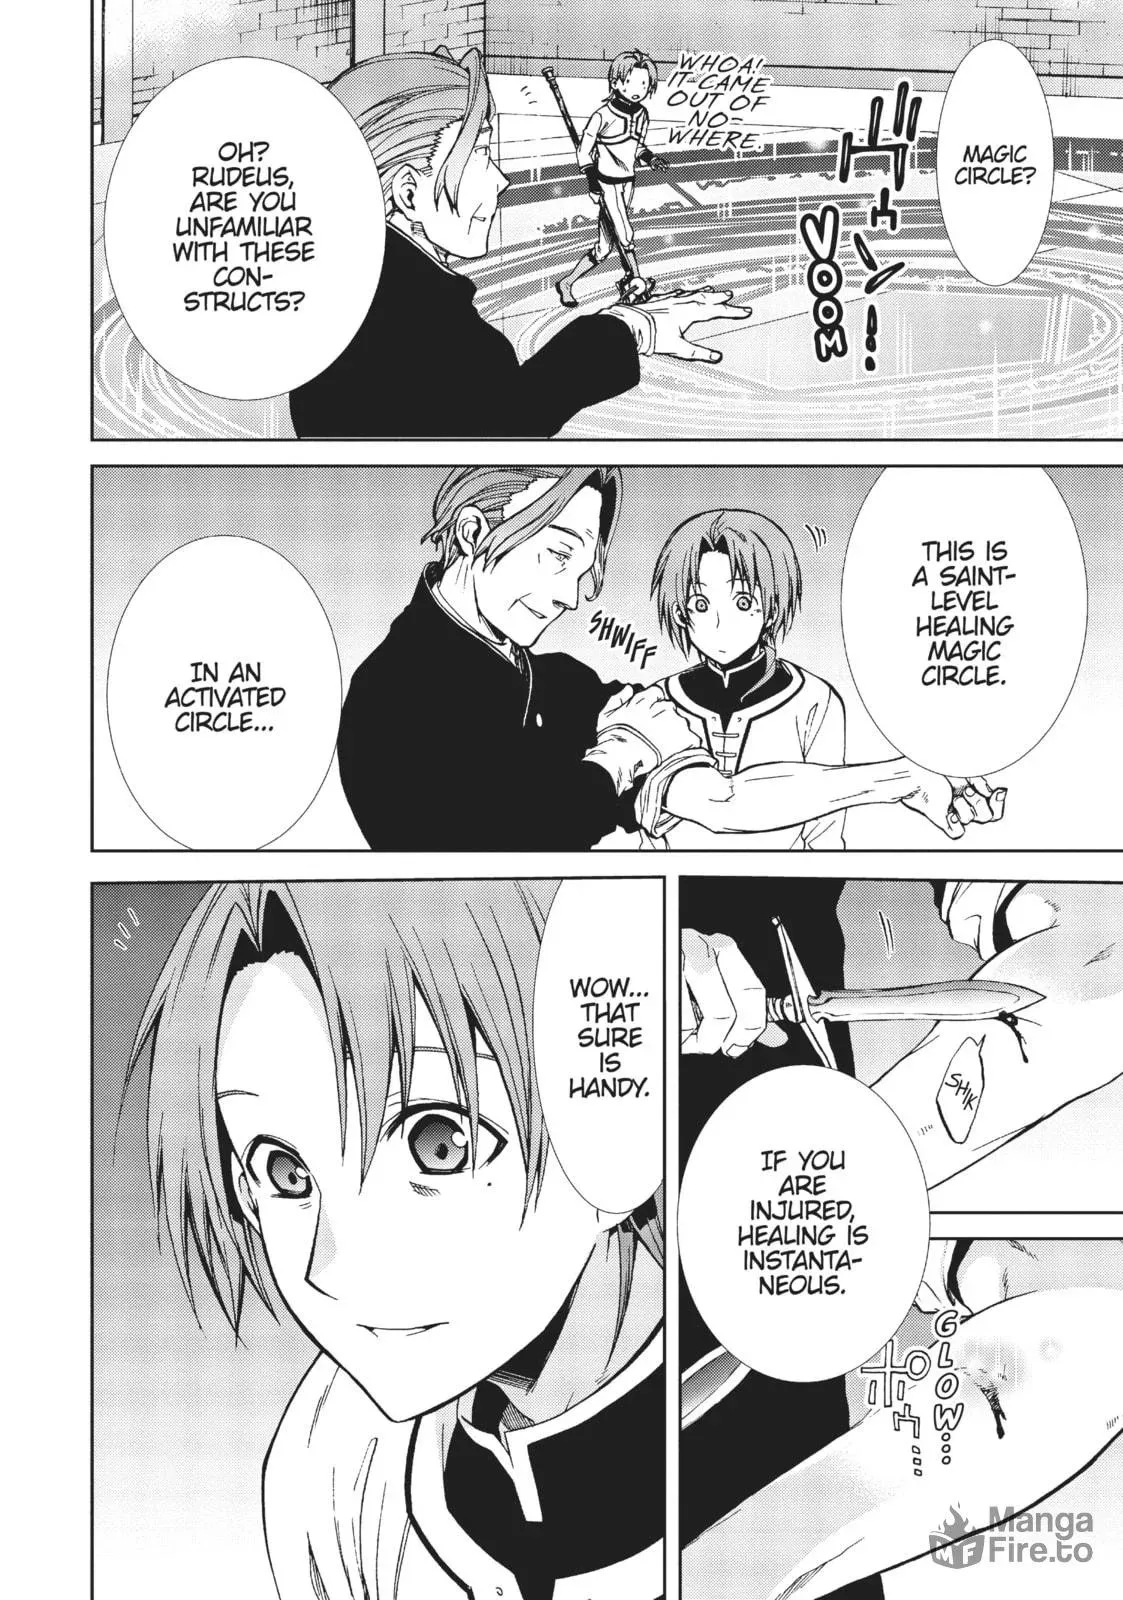 MAGIC
CIRCLE?
WHOA!
IT CAME
OUT OF
NO-
WHERE.
VOOM
OH?
RUDEUS,
ARE YOU
UNFAMILIAR
WITH THESE
CON-
STRUCTS?
THIS IS
A SAINT-
LEVEL
HEALING
MAGIC
CIRCLE.
SHWIFF
IN AN
ACTIVATED
CIRCLE...
SHIK
IF YOU
ARE
INJURED,
HEALING IS
INSTANTA-
NEOUS.
GLOW...
WOW...
THAT
SURE
IS
HANDY.
MF
Manga
Fire.to